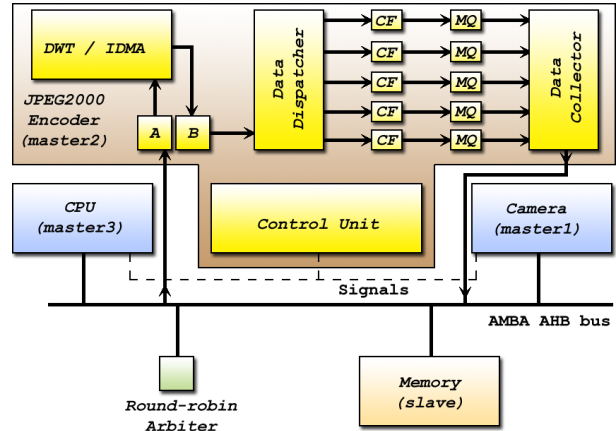 DWT / IDMA
JPEG2000
Encoder
(master2)
A
B
Data
Dispatcher
CF
MQ
CF
MQ
CF
MQ
CF
MQ
CF
MQ
Data
Collector
CPU
(master3)
Control Unit
Camera
(master1)
Signals
AMBA AHB bus
Round-robin
Arbiter
Memory
(slave)